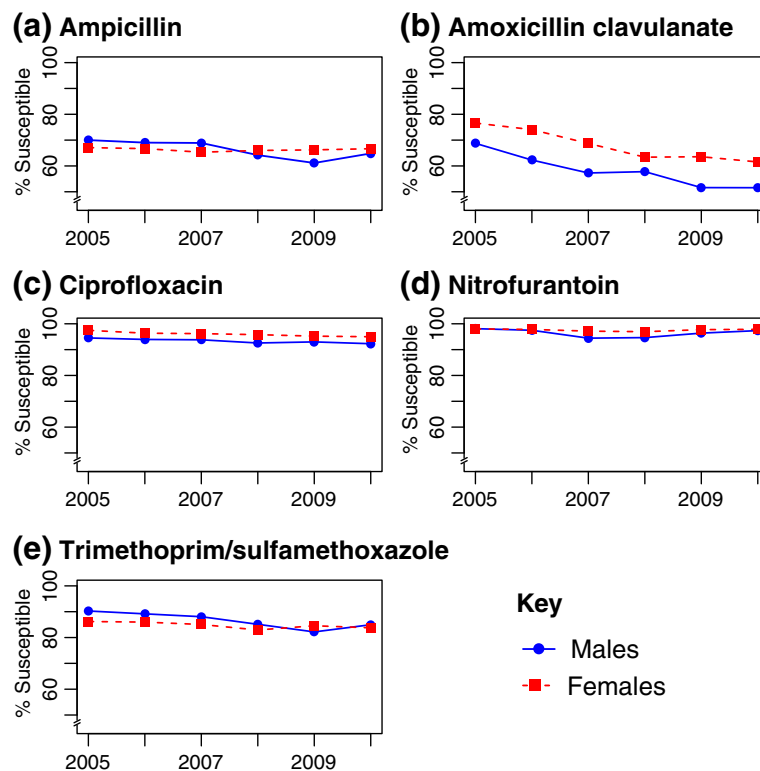 (a) Ampicillin
% Susceptible
100
80
60
2005 2007 2009
(b) Amoxicillin clavulanate
% Susceptible
100
80
60
2005 2007 2009
(c) Ciprofloxacin
% Susceptible
100
80
60
2005 2007 2009
(d) Nitrofurantoin
% Susceptible
100
80
60
2005 2007 2009
(e) Trimethoprim/sulfamethoxazole
% Susceptible
100
80
60
2005 2007 2009
Key
Males
Females